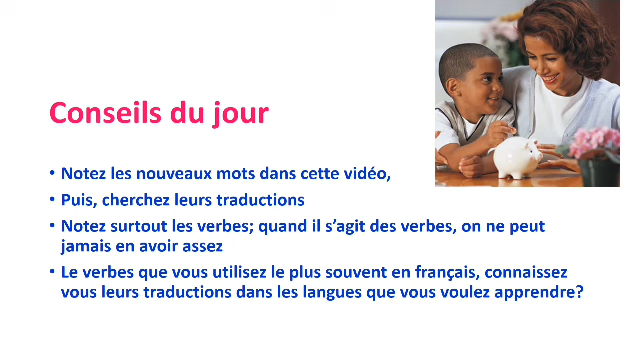 Conseils du jour
• Notez les nouveaux mots dans cette vidéo,
• Puis, cherchez leurs traductions
• Notez surtout les verbes; quand il s’agit des verbes, on ne peut
jamais en avoir assez
• Le verbes que vous utilisez le plus souvent en français, connaissez
vous leurs traductions dans les langues que vous voulez apprendre?